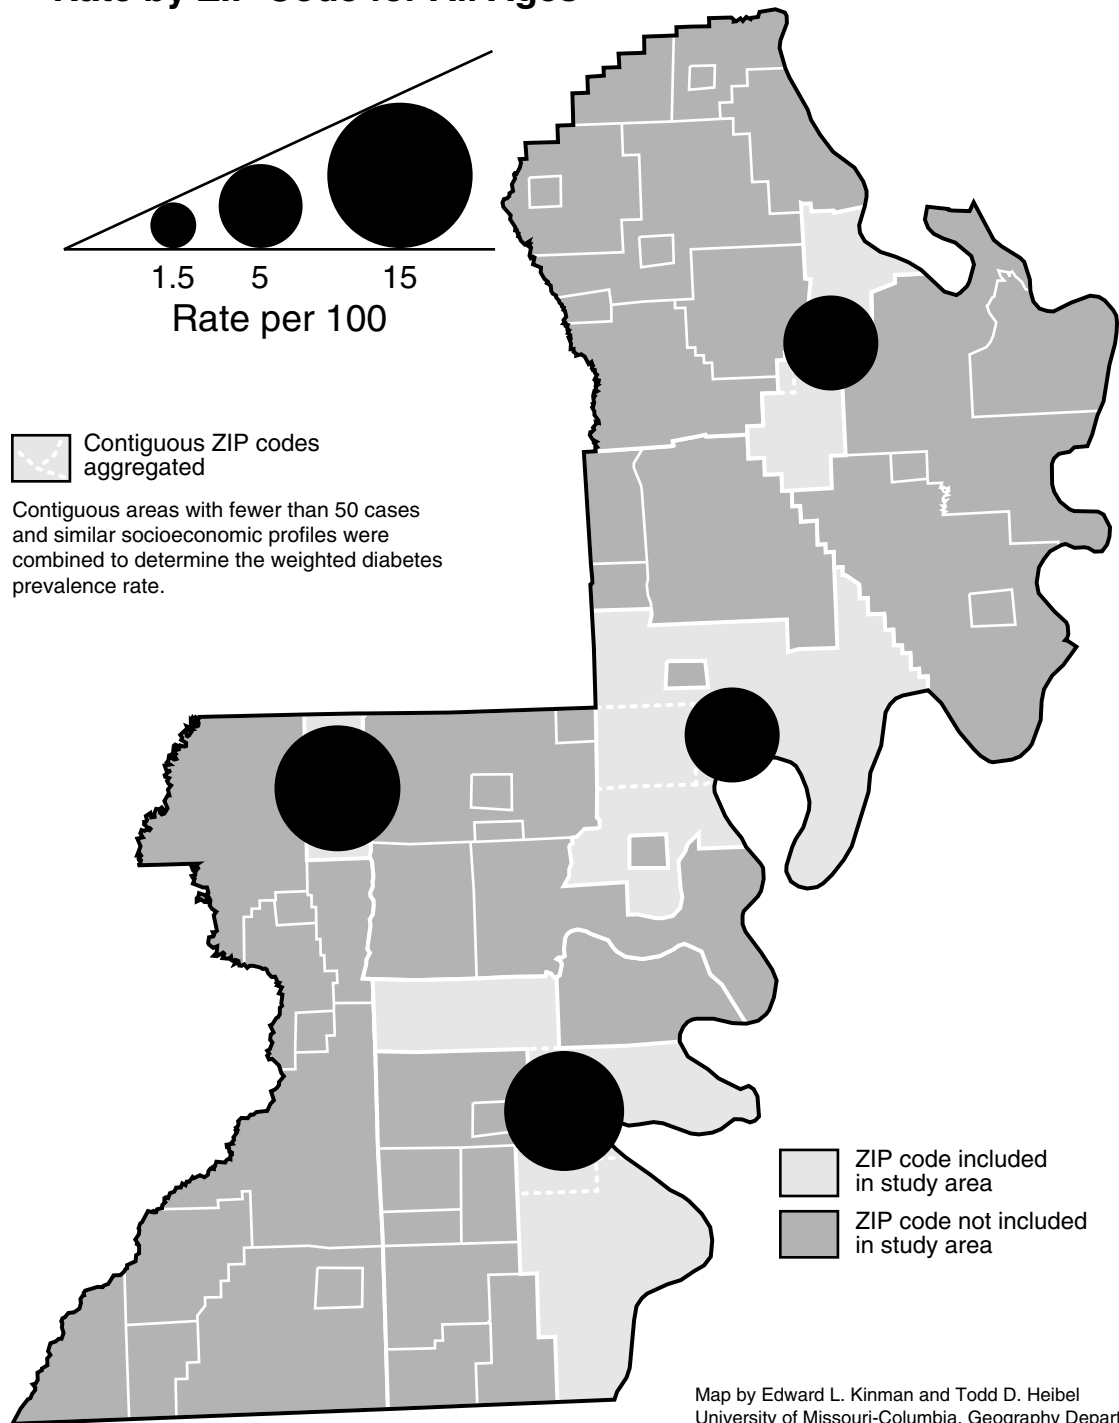 Rate by ZIP Code for All Ages
1.5
5
15
Rate per 100
Contiguous ZIP codes
aggregated
Contiguous areas with fewer than 50 cases
and similar socioeconomic profiles were
combined to determine the weighted diabetes
prevalence rate.
ZIP code included
in study area
ZIP code not included
in study area
Map by Edward L. Kinman and Todd D. Heibel
University of Missouri-Columbia, Geography Depart